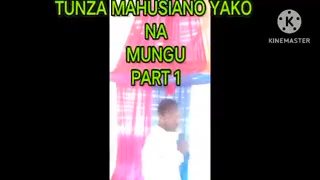 TUNZA MAHUSIANO YAKO
NA
MUNGU
PART 1
KINEMASTER